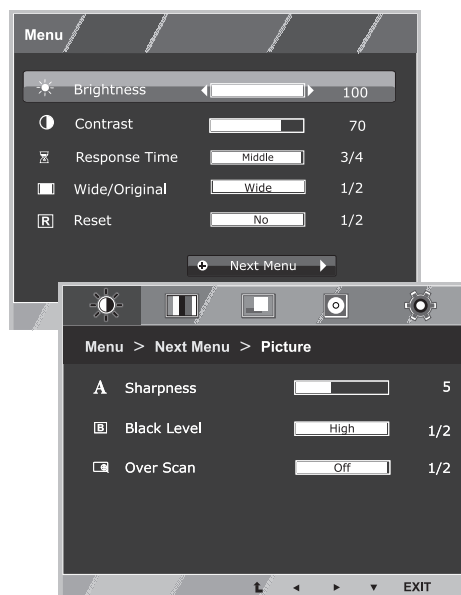 Menu
Brightness 100
Contrast 70
Response Time Middle 3/4
Wide/Original Wide 1/2
R Reset No 1/2
Next Menu
Menu > Next Menu > Picture
A Sharpness 5
B Black Level High 1/2
Over Scan Off 1/2
EXIT